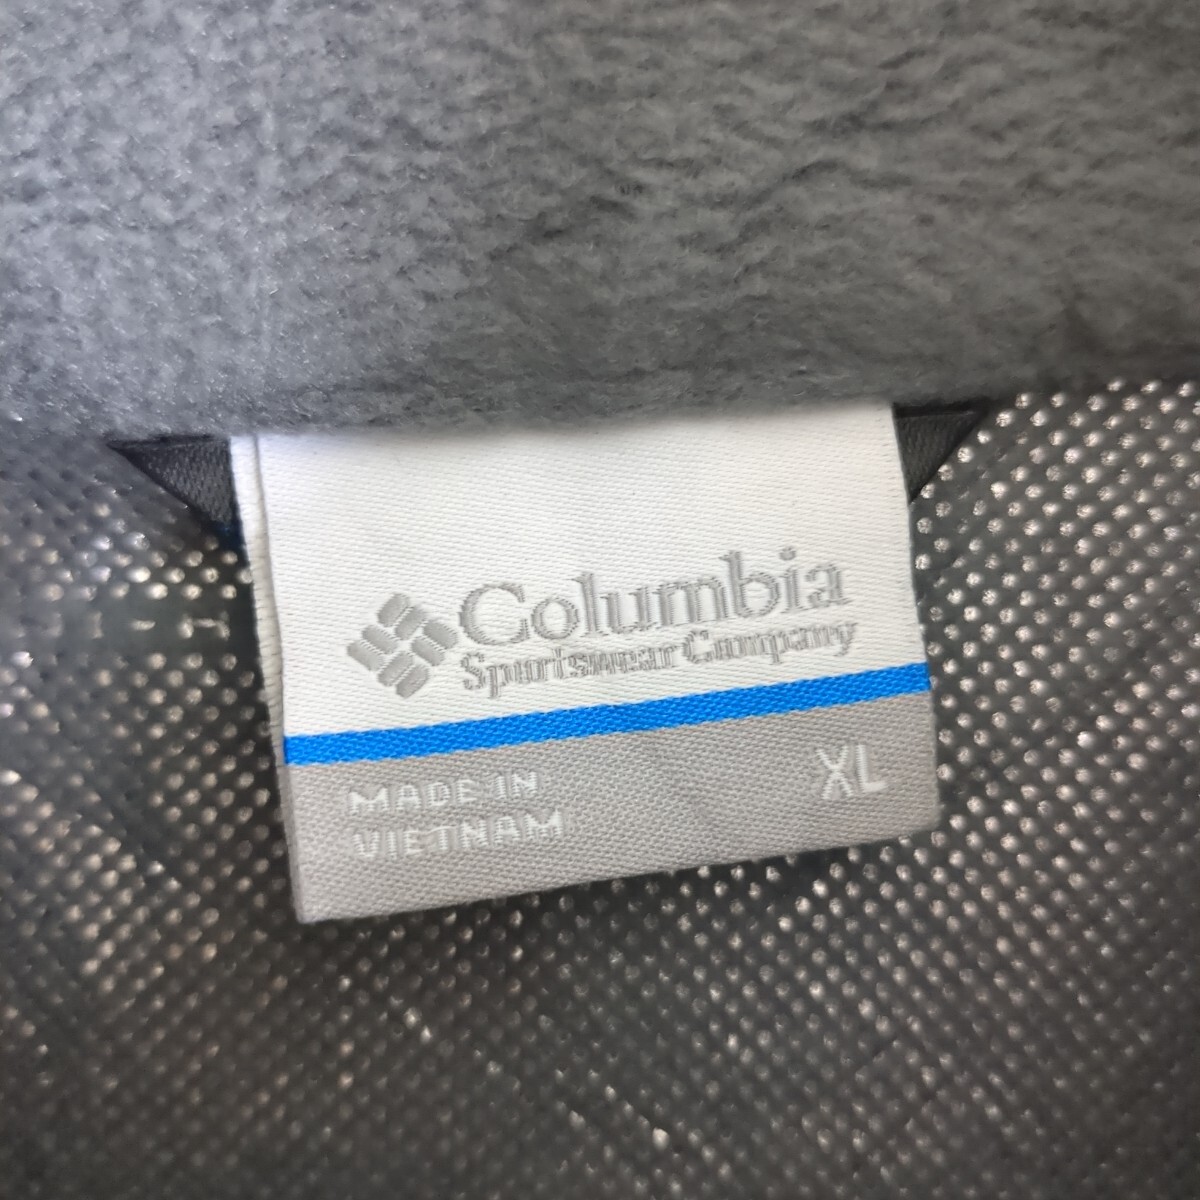 Columbia
Sportswear Company
XL
MADE IN
VIETNAM